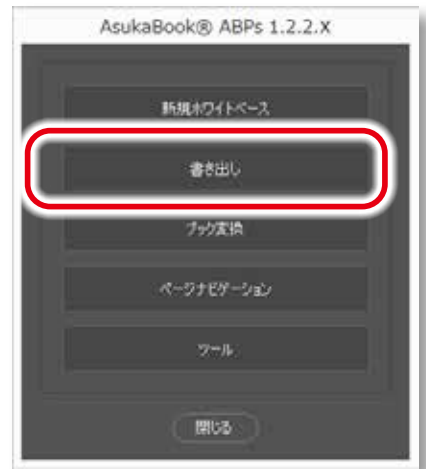 AsukaBook® ABPs 1.2.2.X
新規ホワイトベース
書き出し
ブック変換
ページナビゲーション
ツール
閉じる